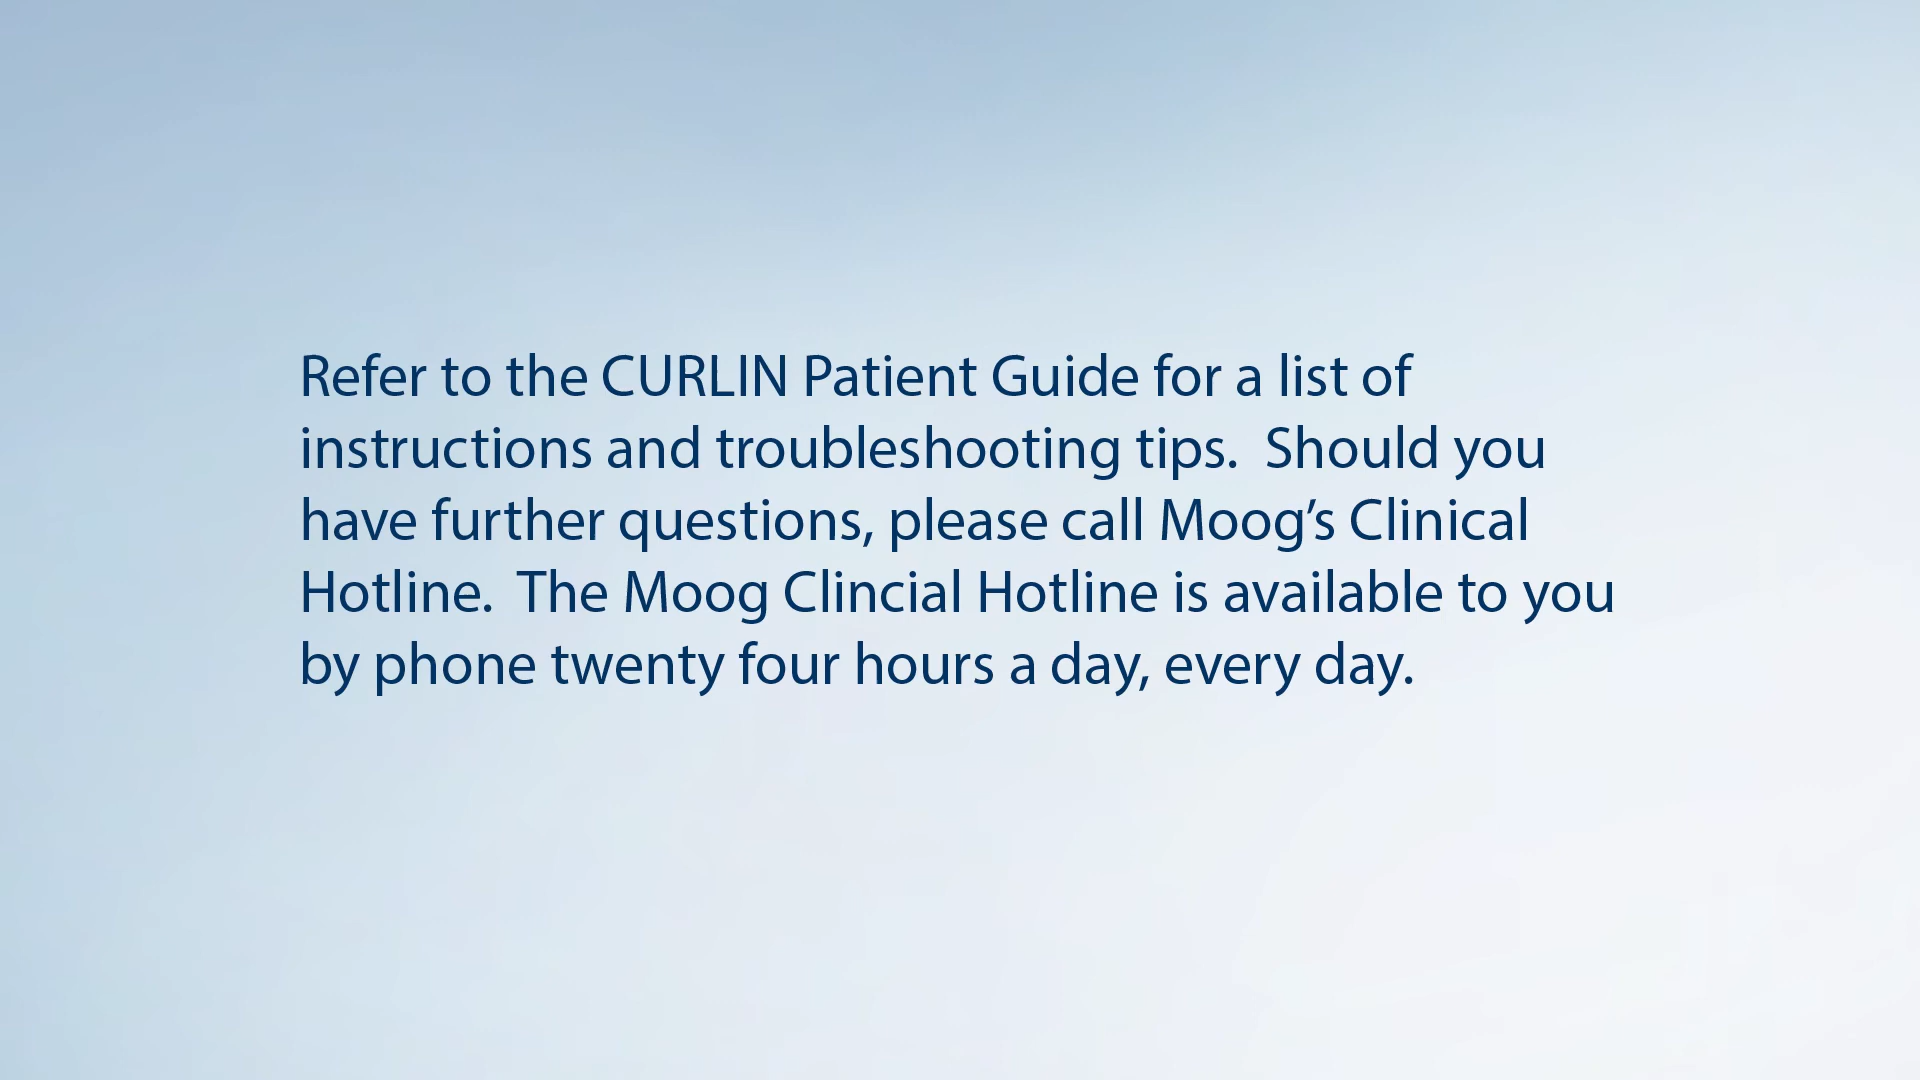 Refer to the CURLIN Patient Guide for a list of
instructions and troubleshooting tips.  Should you
have further questions, please call Moog’s Clinical
Hotline.  The Moog Clincial Hotline is available to you
by phone twenty four hours a day, every day.